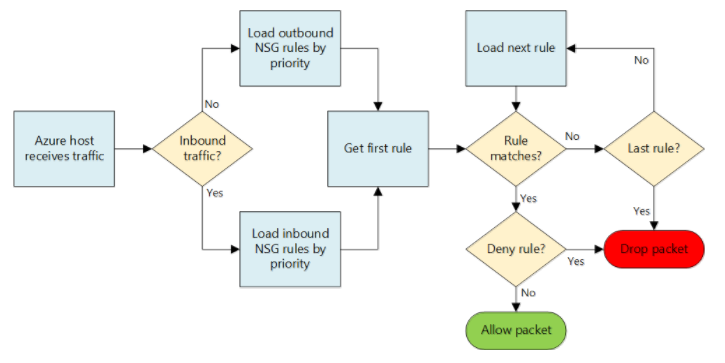 Load outbound
NSG rules by
priority
Load next rule
No
No
Azure host
receives traffic
Inbound
traffic?
Get first rule
Rule
matches?
No
Last rule?
Yes
Yes
Yes
Load inbound
NSG rules by
priority
Deny rule?
Yes
Drop packet
No
Allow packet